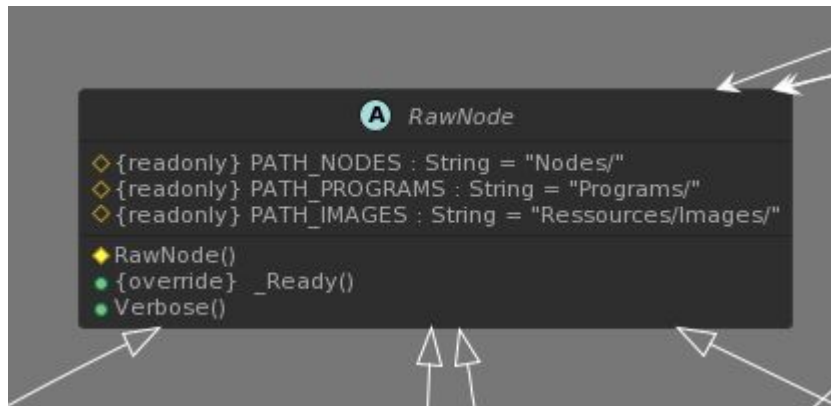 A RawNode
{readonly} PATH_NODES : String = "Nodes/"
{readonly} PATH_PROGRAMS : String = "Programs/"
{readonly} PATH_IMAGES : String = "Ressources/Images/"
RawNode()
{override} _Ready()
Verbose()